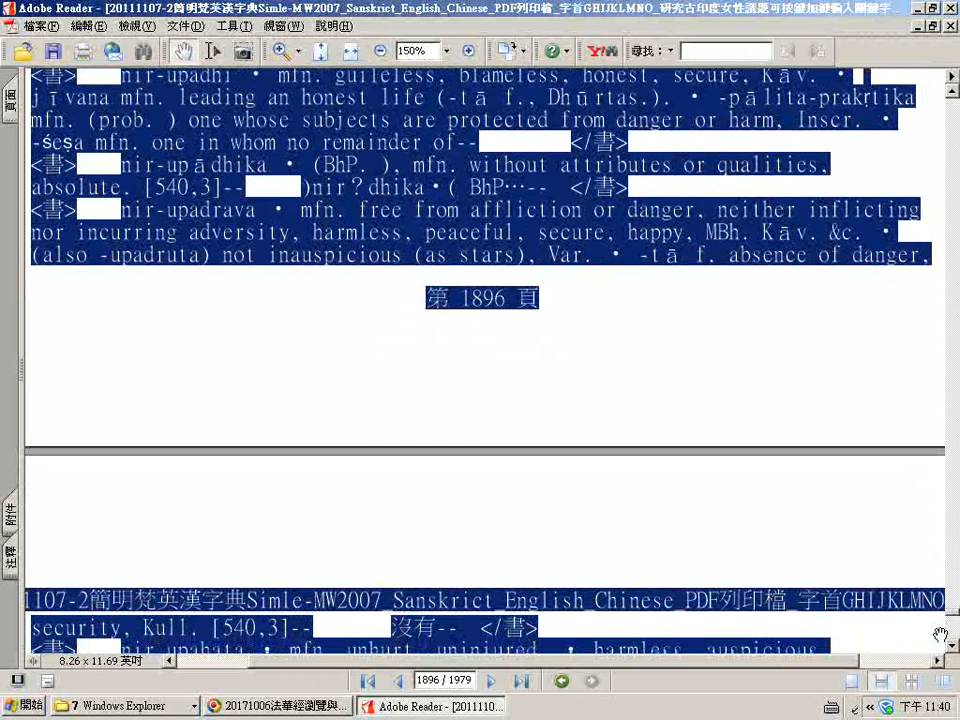 Adobe Reader - [20111107-2簡明梵英漢字典Simle-MW2007_Sanskrict_English_Chinese_PDF列印檔_字首GHIJKLMNO_研究古印度女性議題可按鍵加鍵輸入關鍵字...
檔案(F) 編輯(E) 檢視(V) 文件(D) 工具(T) 視窗(W) 說明(H)
150% Y! 尋找:
頁面
<書> nir-upadhi • mfn. guileless, blameless, honest, secure, Kāv. •
jīvana mfn. leading an honest life (-tā f., Dhūrtas.). • -pālita-prakṛtika
mfn. (prob. ) one whose subjects are protected from danger or harm, Inscr. •
-śeṣa mfn. one in whom no remainder of-- </書>
<書> nir-upādhika • (BhP. ), mfn. without attributes or qualities,
absolute. [540,3]-- )nir?dhika•( BhP…-- </書>
<書> nir-upadrava • mfn. free from affliction or danger, neither inflicting
nor incurring adversity, harmless, peaceful, secure, happy, MBh. Kāv. &c. •
(also -upadruta) not inauspicious (as stars), Var. • -tā f. absence of danger,
第 1896 頁
附件
注釋
1107-2簡明梵英漢字典Simle-MW2007_Sanskrict_English_Chinese_PDF列印檔_字首GHIJKLMNO
security, Kull. [540,3]-- 沒有-- </書>
<書> nir upahata • mfn. unhurt, uninjured • harmless, auspicious
8.26 x 11.69 英吋
1896 / 1979
開始 7 Windows Explorer 20171006法華經瀏覽與... Adobe Reader - [2011110... 下午 11:40